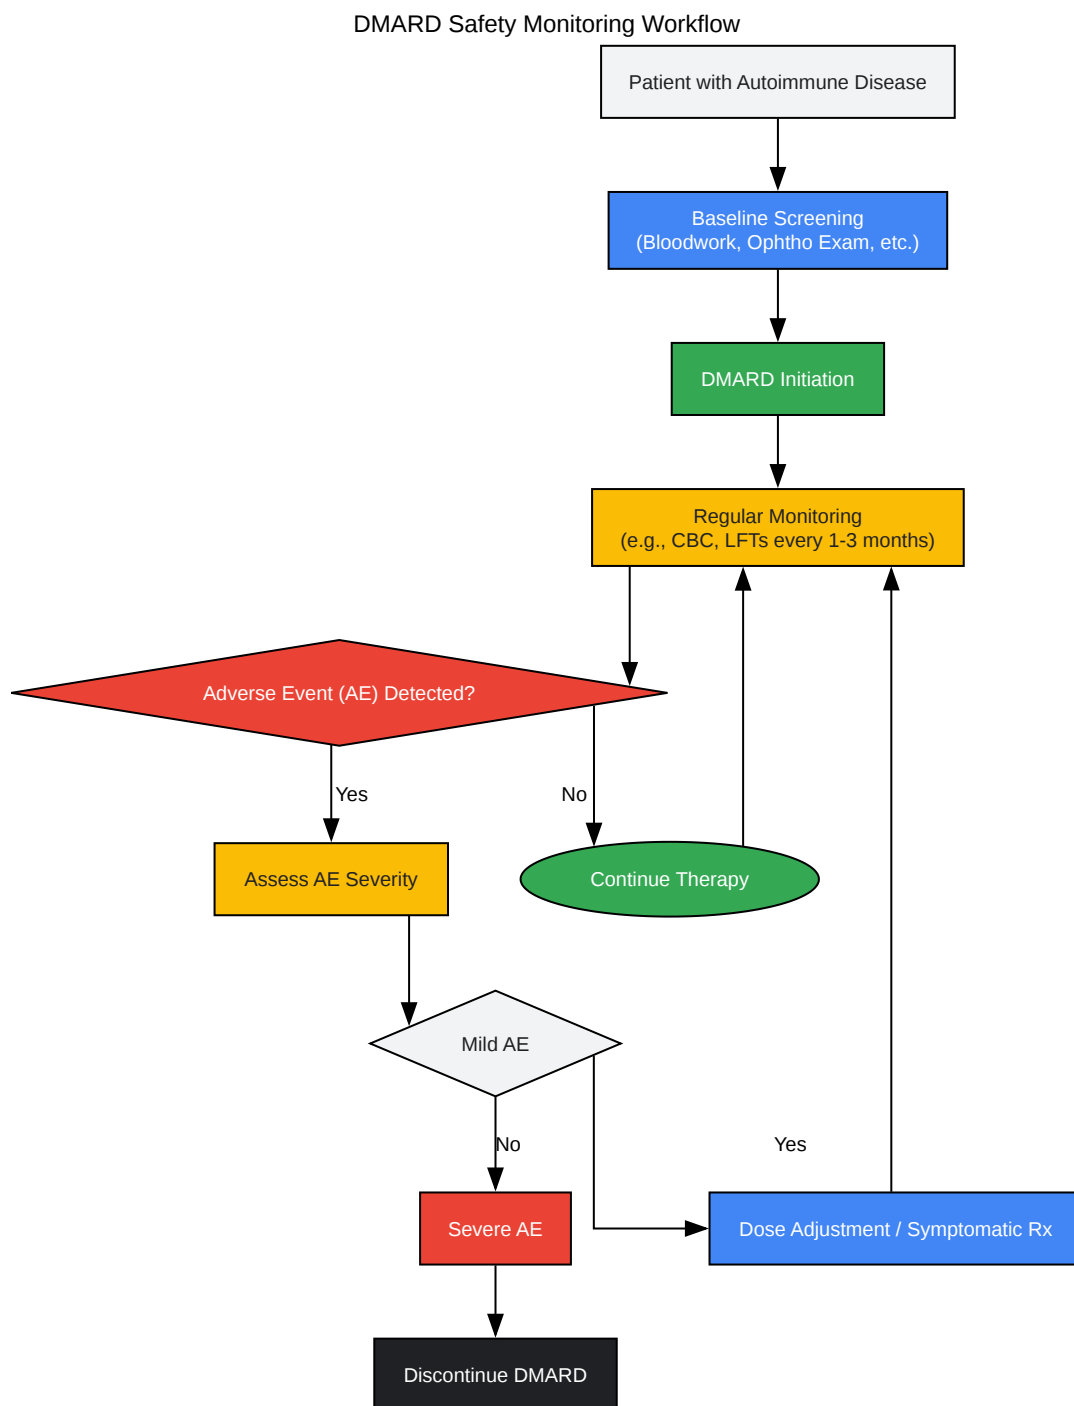 DMARD Safety Monitoring Workflow
Patient with Autoimmune Disease
Baseline Screening
(Bloodwork, Ophtho Exam, etc.)
DMARD Initiation
Regular Monitoring
(e.g., CBC, LFTs every 1-3 months)
Adverse Event (AE) Detected?
Yes
No
Assess AE Severity
Continue Therapy
Mild AE
No
Yes
Severe AE
Dose Adjustment / Symptomatic Rx
Discontinue DMARD